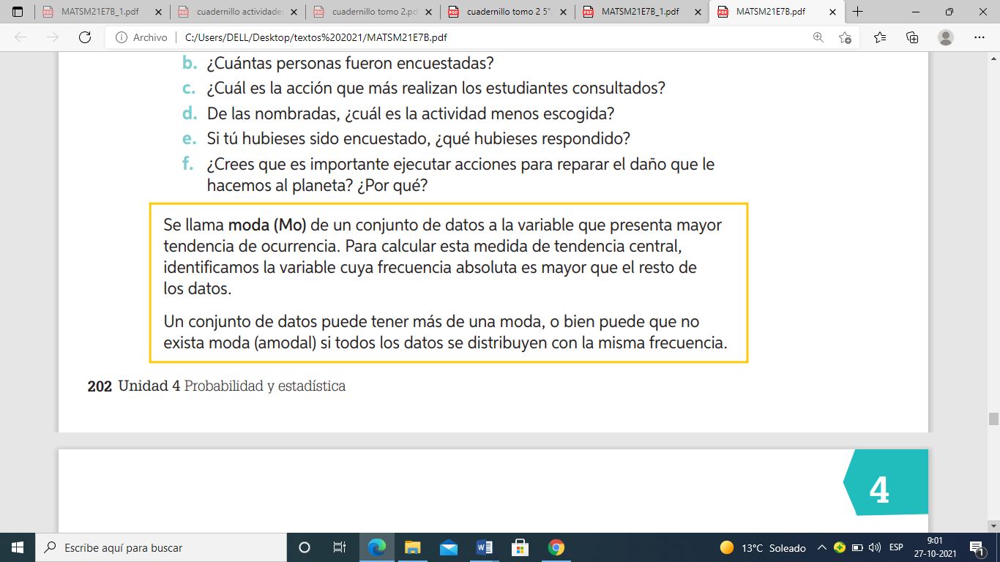 MATSM21E7B_1.pdf
cuadernillo actividade
cuadernillo tomo 2.pd
cuadernillo tomo 2 5°.
MATSM21E7B_1.pdf
MATSM21E7B.pdf
Archivo
C:/Users/DELL/Desktop/textos%202021/MATSM21E7B.pdf
b. ¿Cuántas personas fueron encuestadas?
c. ¿Cuál es la acción que más realizan los estudiantes consultados?
d. De las nombradas, ¿cuál es la actividad menos escogida?
e. Si tú hubieses sido encuestado, ¿qué hubieses respondido?
f. ¿Crees que es importante ejecutar acciones para reparar el daño que le
hacemos al planeta? ¿Por qué?
Se llama moda (Mo) de un conjunto de datos a la variable que presenta mayor
tendencia de ocurrencia. Para calcular esta medida de tendencia central,
identificamos la variable cuya frecuencia absoluta es mayor que el resto de
los datos.
Un conjunto de datos puede tener más de una moda, o bien puede que no
exista moda (amodal) si todos los datos se distribuyen con la misma frecuencia.
202 Unidad 4 Probabilidad y estadística
4
Escribe aquí para buscar
13°C Soleado
ESP
9:01
27-10-2021
1